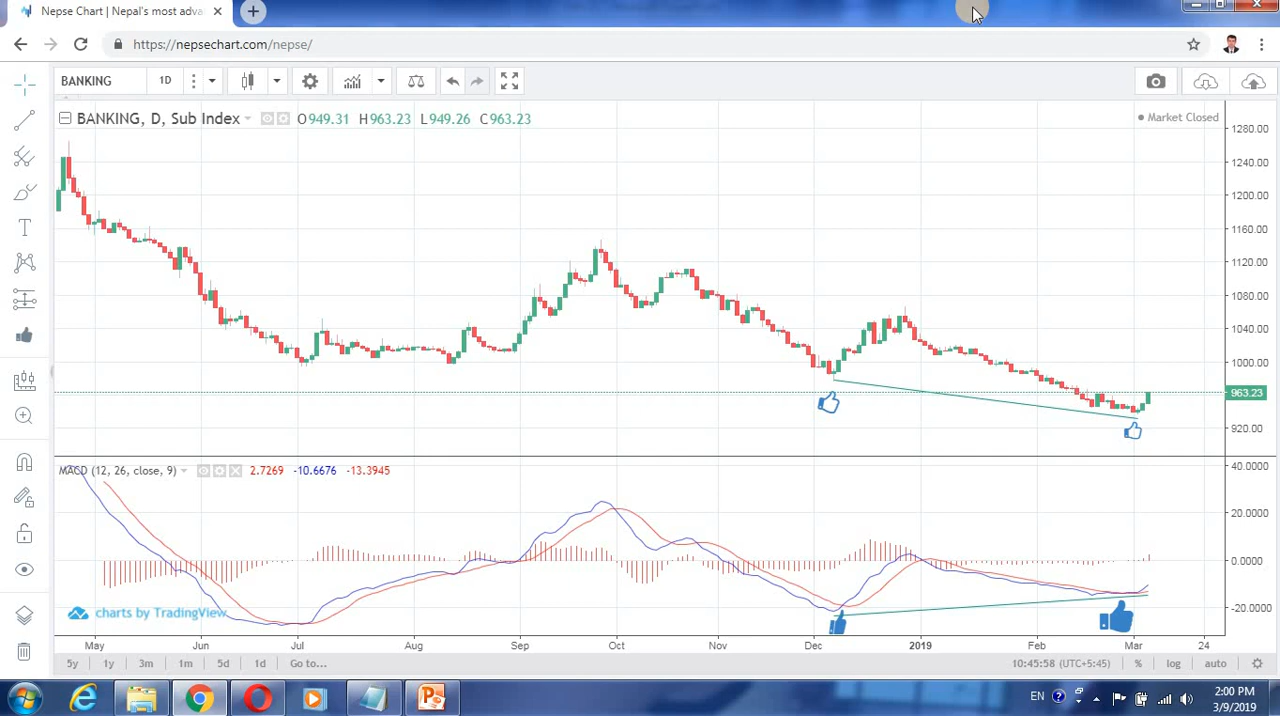 Nepse Chart | Nepal's most adva
https://nepsechart.com/nepse/
BANKING 1D
BANKING, D, Sub Index O949.31 H963.23 L949.26 C963.23
Market Closed
1280.00
1240.00
1200.00
1160.00
1120.00
1080.00
1040.00
1000.00
963.23
920.00
MACD (12, 26, close, 9) 2.7269 -10.6676 -13.3945
40.0000
20.0000
0.0000
-20.0000
charts by TradingView
May Jun Jul Aug Sep Oct Nov Dec 2019 Feb Mar 24
5y 1y 3m 1m 5d 1d Go to... 10:45:58 (UTC+5:45) % log auto
EN
2:00 PM
3/9/2019